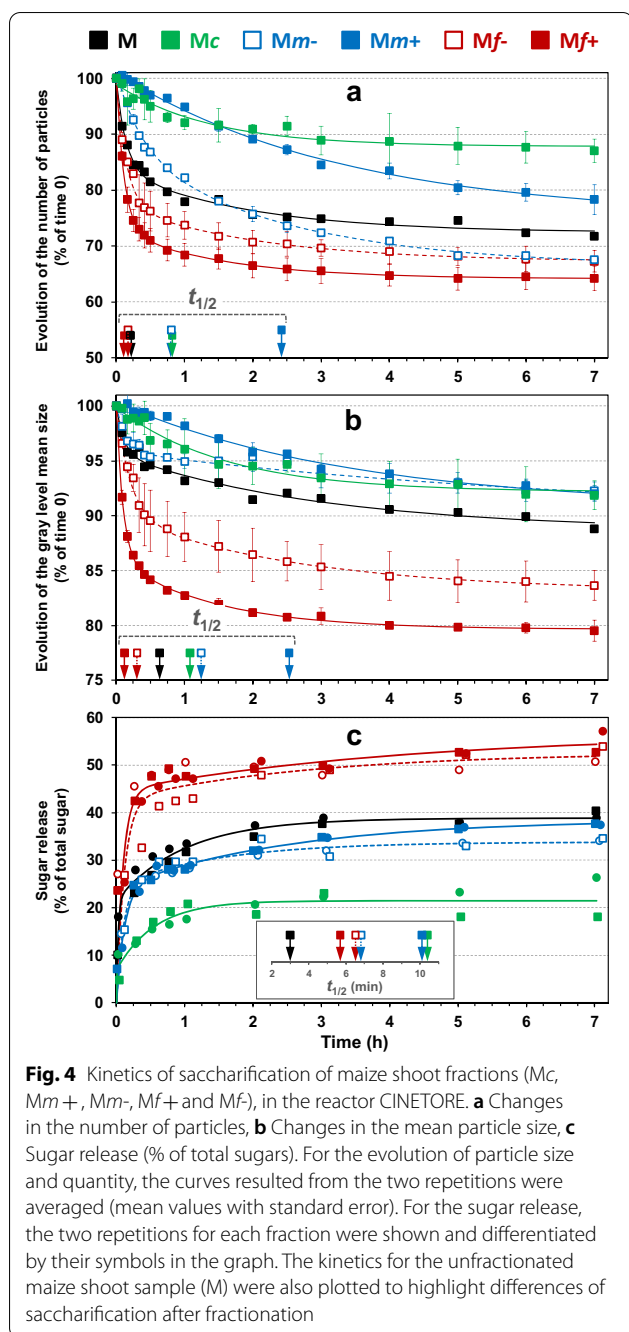 M Mc Mm- Mm+ Mf- Mf+
a
Evolution of the number of particles
(% of time 0)
100
90
80
70
60
50
t1/2
0 1 2 3 4 5 6 7
b
Evolution of the gray level mean size
(% of time 0)
100
95
90
85
80
75
t1/2
0 1 2 3 4 5 6 7
c
Sugar release
(% of total sugar)
60
50
40
30
20
10
0
2 4 6 8 10
t1/2 (min)
0 1 2 3 4 5 6 7
Time (h)
Fig. 4 Kinetics of saccharification of maize shoot fractions (Mc,
Mm+, Mm-, Mf+ and Mf-), in the reactor CINETORE. a Changes
in the number of particles, b Changes in the mean particle size, c
Sugar release (% of total sugars). For the evolution of particle size
and quantity, the curves resulted from the two repetitions were
averaged (mean values with standard error). For the sugar release,
the two repetitions for each fraction were shown and differentiated
by their symbols in the graph. The kinetics for the unfractionated
maize shoot sample (M) were also plotted to highlight differences of
saccharification after fractionation